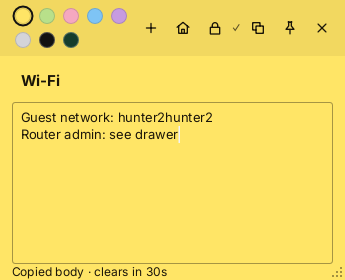 Wi-Fi
Guest network: hunter2hunter2
Router admin: see drawer
Copied body · clears in 30s